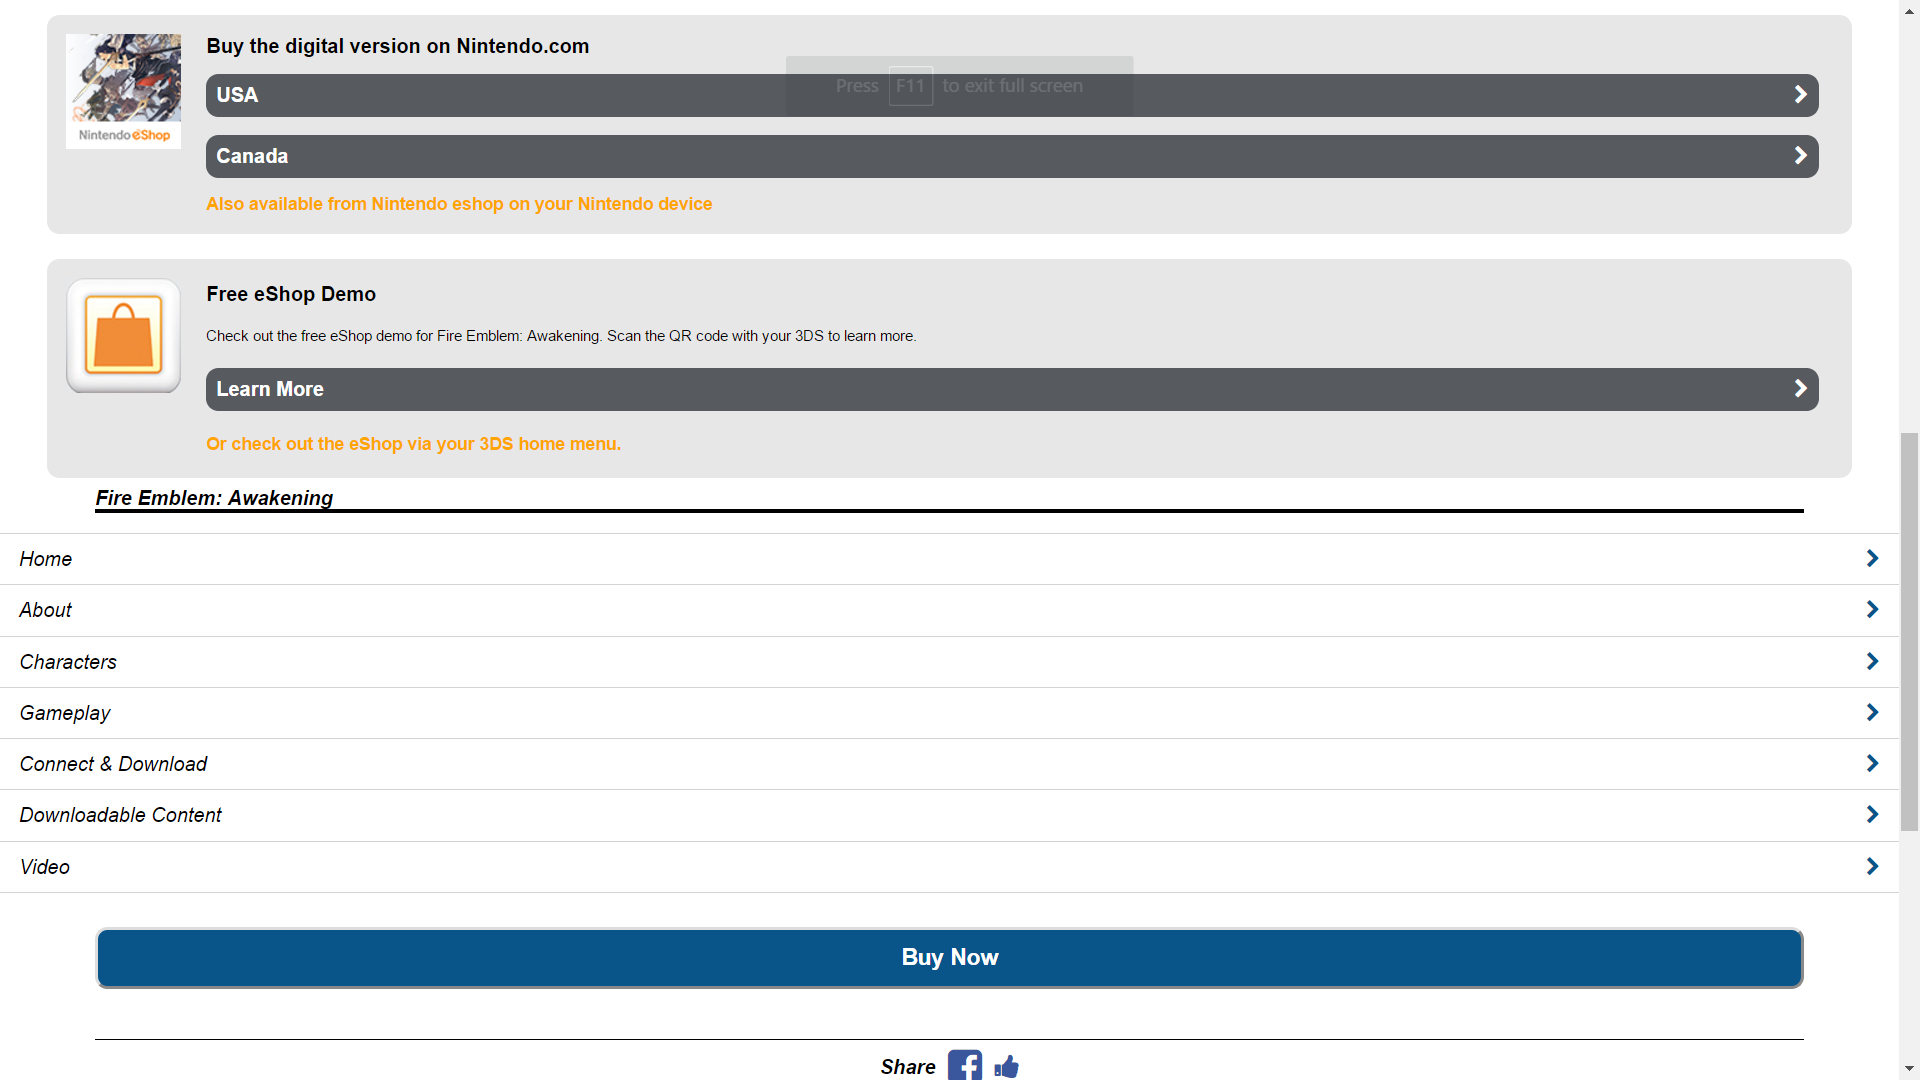 Buy the digital version on Nintendo.com
Press F11 to exit full screen
USA
Nintendo eShop
Canada
Also available from Nintendo eshop on your Nintendo device
Free eShop Demo
Check out the free eShop demo for Fire Emblem: Awakening. Scan the QR code with your 3DS to learn more.
Learn More
Or check out the eShop via your 3DS home menu.
Fire Emblem: Awakening
Home
About
Characters
Gameplay
Connect & Download
Downloadable Content
Video
Buy Now
Share